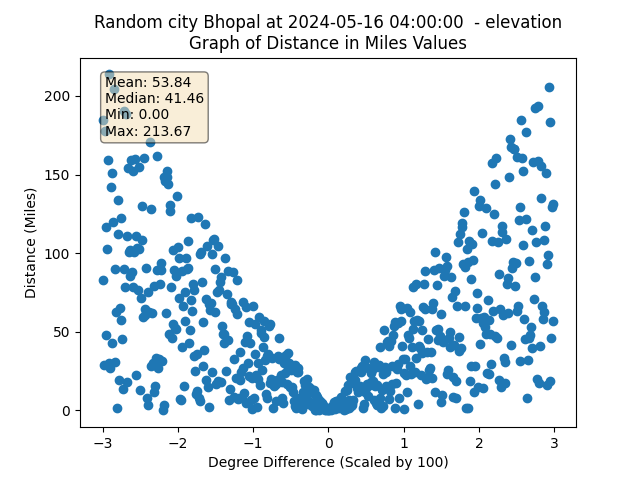 Random city Bhopal at 2024-05-16 04:00:00  - elevation
Graph of Distance in Miles Values
Mean: 53.84
Median: 41.46
Min: 0.00
Max: 213.67
Distance (Miles)
200
150
100
50
0
−3 −2 −1 0 1 2 3
Degree Difference (Scaled by 100)